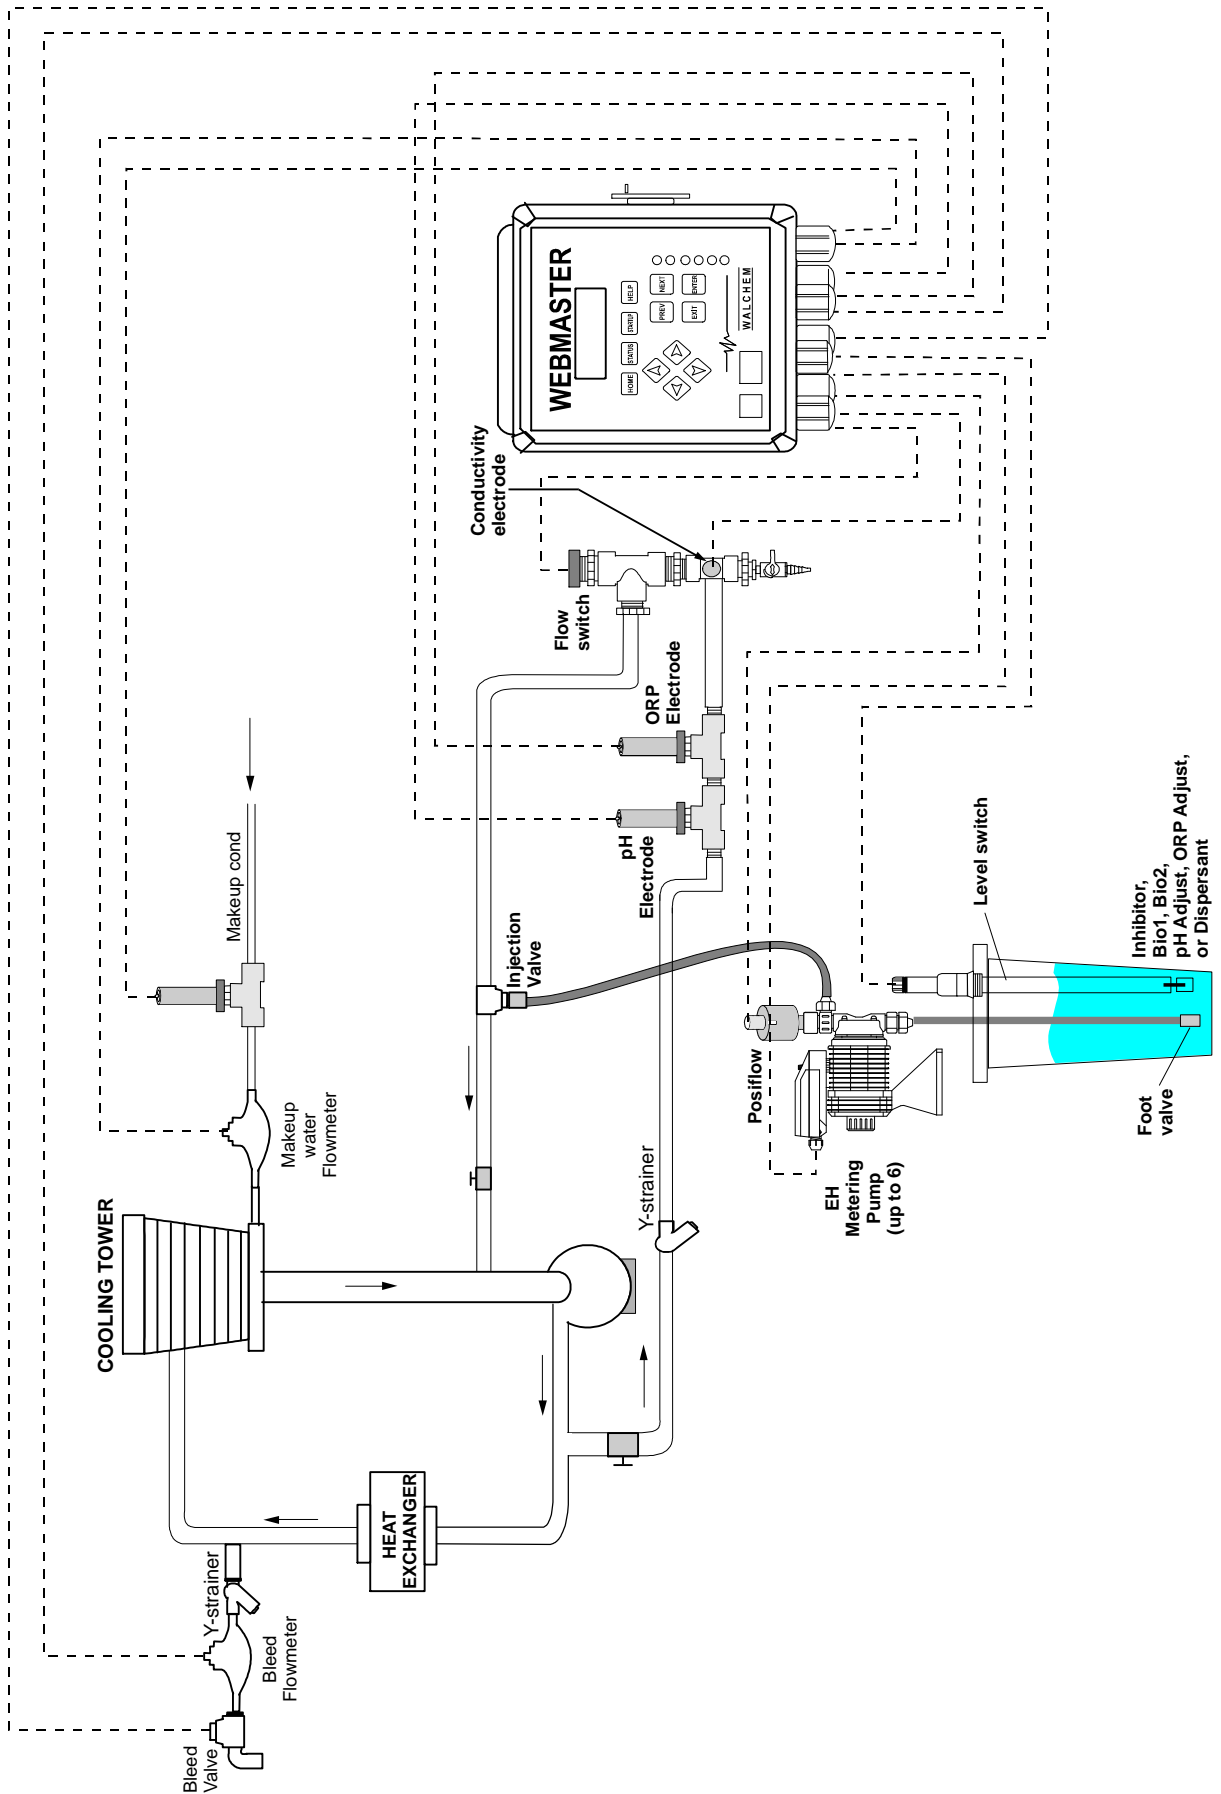 WEBMASTER
HOME
STATUS
STARTUP
HELP
PREV
NEXT
EXIT
ENTER
WALCHEM
Conductivity
electrode
Flow
switch
ORP
Electrode
pH
Electrode
Injection
Valve
Makeup cond
Makeup
water
Flowmeter
COOLING TOWER
Y-strainer
HEAT
EXCHANGER
Y-strainer
Bleed
Flowmeter
Bleed
Valve
Posiflow
EH
Metering
Pump
(up to 6)
Level switch
Inhibitor,
Bio1, Bio2,
pH Adjust, ORP Adjust,
or Dispersant
Foot
valve